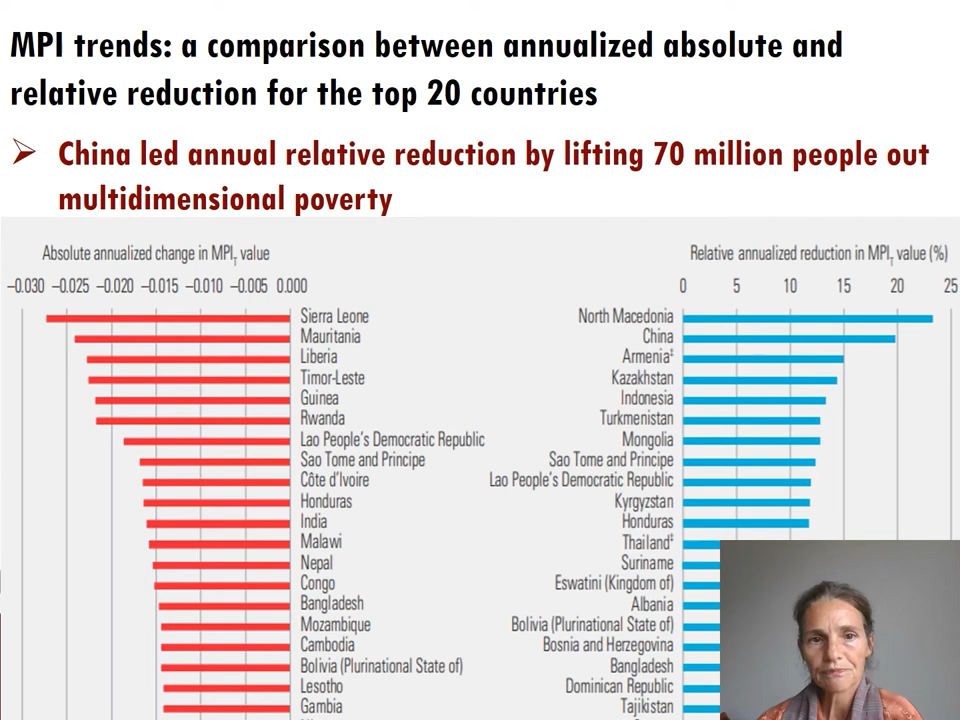 MPI trends: a comparison between annualized absolute and
relative reduction for the top 20 countries
China led annual relative reduction by lifting 70 million people out
multidimensional poverty
Absolute annualized change in MPI_T value
–0.030 –0.025 –0.020 –0.015 –0.010 –0.005 0.000
Sierra Leone
Mauritania
Liberia
Timor-Leste
Guinea
Rwanda
Lao People's Democratic Republic
Sao Tome and Principe
Côte d'Ivoire
Honduras
India
Malawi
Nepal
Congo
Bangladesh
Mozambique
Cambodia
Bolivia (Plurinational State of)
Lesotho
Gambia
Relative annualized reduction in MPI_T value (%)
0 5 10 15 20 25
North Macedonia
China
Armenia‡
Kazakhstan
Indonesia
Turkmenistan
Mongolia
Sao Tome and Principe
Lao People's Democratic Republic
Kyrgyzstan
Honduras
Thailand‡
Suriname
Eswatini (Kingdom of)
Albania
Bolivia (Plurinational State of)
Bosnia and Herzegovina
Bangladesh
Dominican Republic
Tajikistan